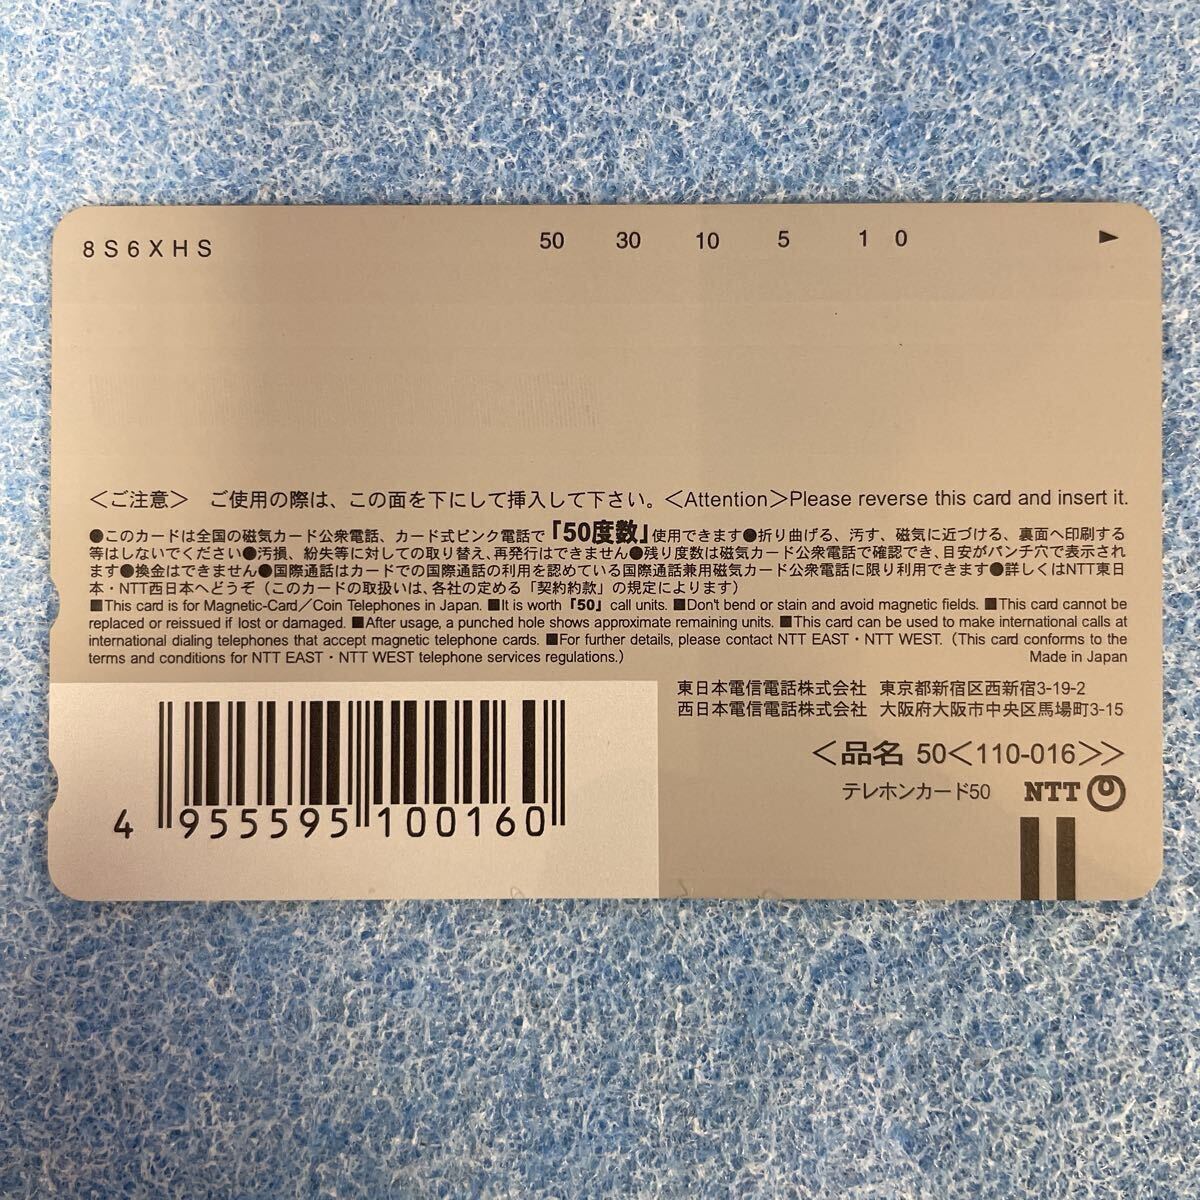 8S6XHS 50 30 10 5 1 0 ▶
＜ご注意＞ ご使用の際は、この面を下にして挿入して下さい。＜Attention＞Please reverse this card and insert it.
●このカードは全国の磁気カード公衆電話、カード式ピンク電話で「50度数」使用できます●折り曲げる、汚す、磁気に近づける、裏面へ印刷する
等はしないでください●汚損、紛失等に対しての取り替え、再発行はできません●残り度数は磁気カード公衆電話で確認でき、目安がパンチ穴で表示され
ます●換金はできません●国際通話はカードでの国際通話の利用を認めている国際通話兼用磁気カード公衆電話に限り利用できます●詳しくはNTT東日
本・NTT西日本へどうぞ（このカードの取扱いは、各社の定める「契約約款」の規定によります）
■This card is for Magnetic-Card／Coin Telephones in Japan. ■It is worth「50」call units. ■Don't bend or stain and avoid magnetic fields. ■This card cannot be
replaced or reissued if lost or damaged. ■After usage, a punched hole shows approximate remaining units. ■This card can be used to make international calls at
international dialing telephones that accept magnetic telephone cards. ■For further details, please contact NTT EAST・NTT WEST.（This card conforms to the
terms and conditions for NTT EAST・NTT WEST telephone services regulations.） Made in Japan
東日本電信電話株式会社 東京都新宿区西新宿3-19-2
西日本電信電話株式会社 大阪府大阪市中央区馬場町3-15
＜品名 50＜110-016＞＞
テレホンカード50 NTT
4 955595 100160